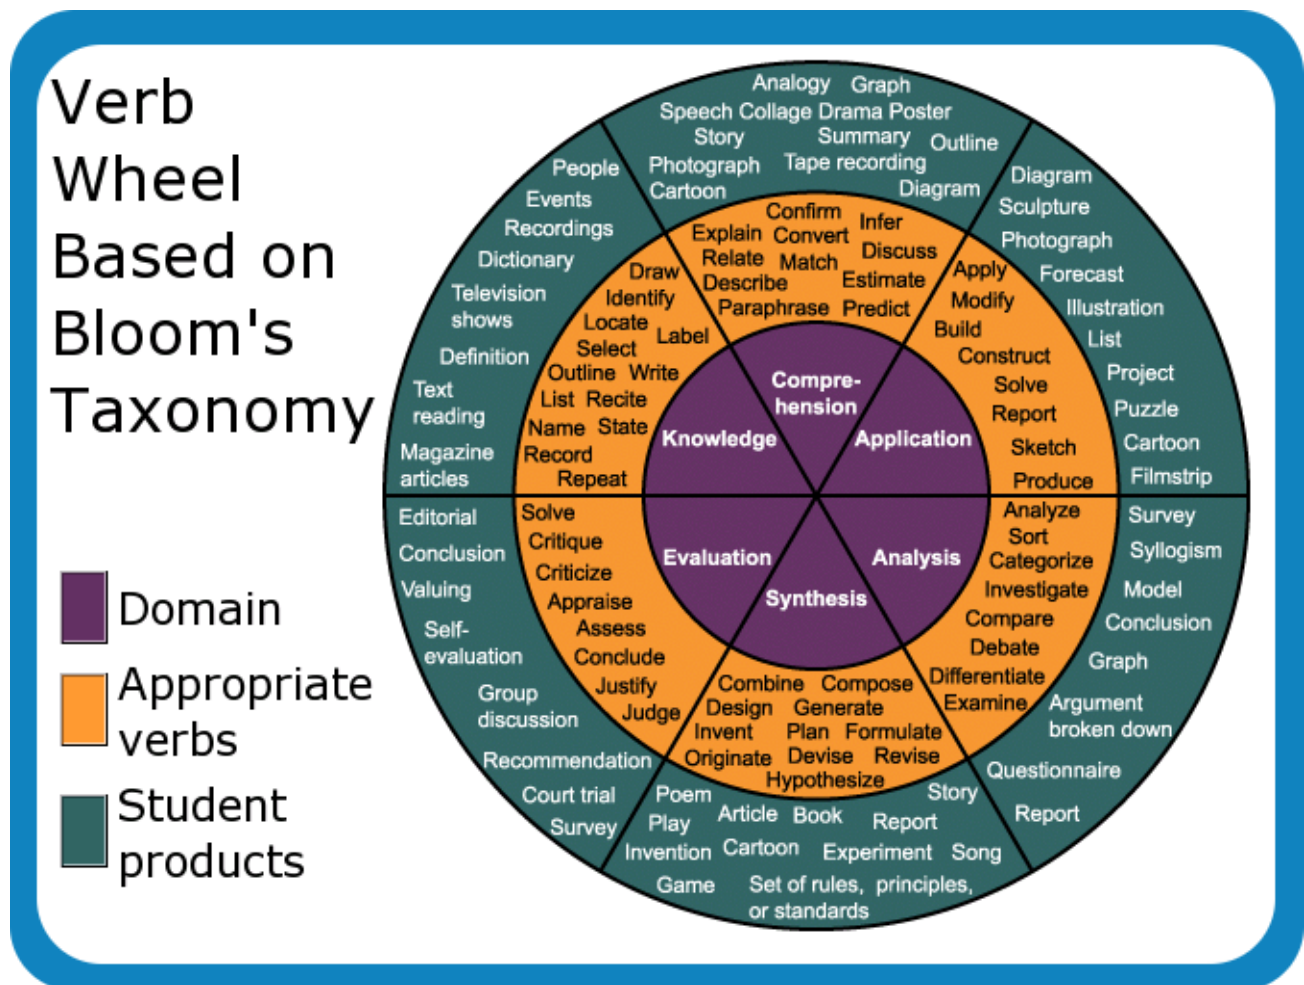 Verb
Wheel
Based on
Bloom's
Taxonomy
Domain
Appropriate
verbs
Student
products
Compre-
hension
Application
Analysis
Synthesis
Evaluation
Knowledge
Confirm
Infer
Explain Convert
Discuss
Relate Match
Describe
Estimate
Paraphrase Predict
Apply
Modify
Build
Construct
Solve
Report
Sketch
Produce
Analyze
Sort
Categorize
Investigate
Compare
Debate
Differentiate
Examine
Combine Compose
Design Generate
Invent Plan Formulate
Originate Devise Revise
Hypothesize
Solve
Critique
Criticize
Appraise
Assess
Conclude
Justify
Judge
Draw
Identify
Locate
Label
Select
Outline Write
List Recite
Name State
Record
Repeat
Analogy Graph
Speech Collage Drama Poster
Story Summary Outline
Photograph Tape recording
Cartoon Diagram
Diagram
Sculpture
Photograph
Forecast
Illustration
List
Project
Puzzle
Cartoon
Filmstrip
Survey
Syllogism
Model
Conclusion
Graph
Argument
broken down
Questionnaire
Report
Poem Story
Play Article Book Report
Invention Cartoon Experiment Song
Game Set of rules, principles,
or standards
Editorial
Conclusion
Valuing
Self-
evaluation
Group
discussion
Recommendation
Court trial
Survey
People
Events
Recordings
Dictionary
Television
shows
Definition
Text
reading
Magazine
articles